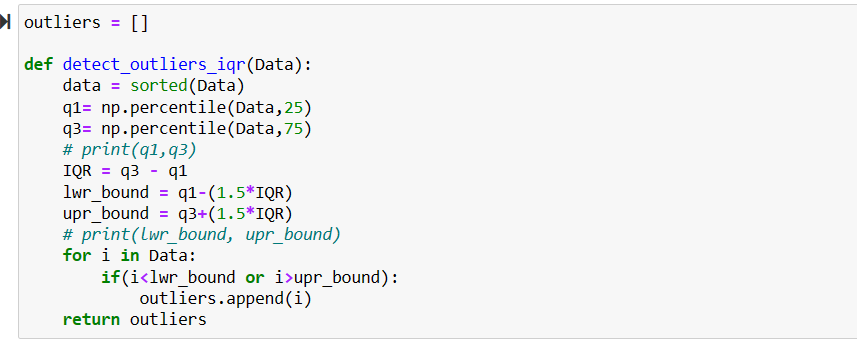 outliers = []
def detect_outliers_iqr(Data):
    data = sorted(Data)
    q1= np.percentile(Data,25)
    q3= np.percentile(Data,75)
    # print(q1,q3)
    IQR = q3 - q1
    lwr_bound = q1-(1.5*IQR)
    upr_bound = q3+(1.5*IQR)
    # print(lwr_bound, upr_bound)
    for i in Data:
        if(i<lwr_bound or i>upr_bound):
            outliers.append(i)
    return outliers